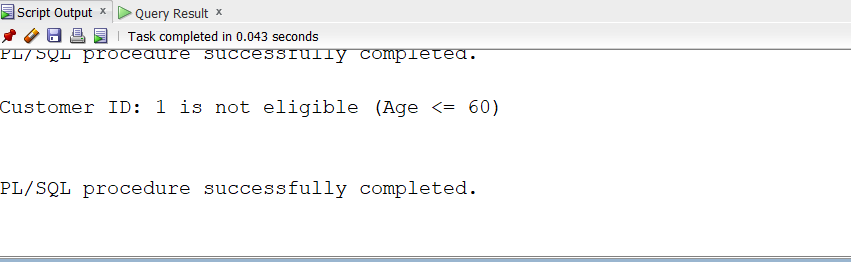 Script Output x Query Result x
Task completed in 0.043 seconds
PL/SQL procedure successfully completed.
Customer ID: 1 is not eligible (Age <= 60)
PL/SQL procedure successfully completed.